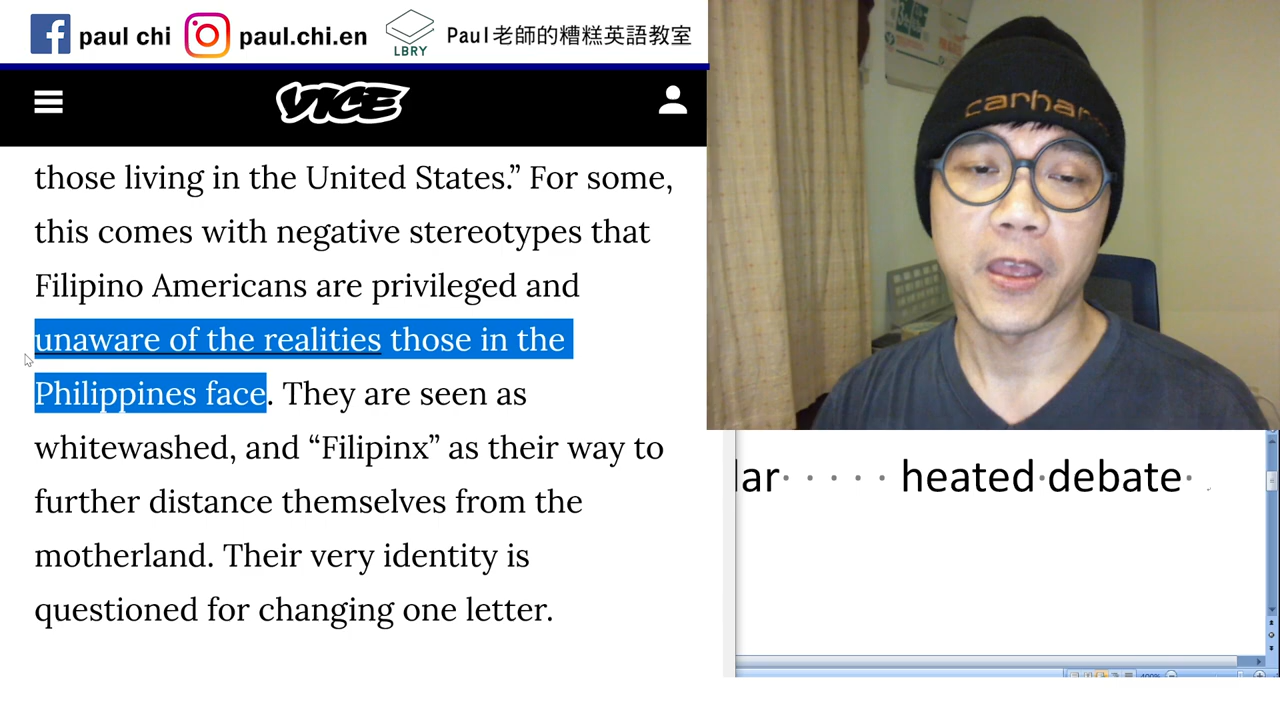 paul chi paul.chi.en LBRY Paul老師的糟糕英語教室
VICE
those living in the United States.” For some,
this comes with negative stereotypes that
Filipino Americans are privileged and
unaware of the realities those in the
Philippines face. They are seen as
whitewashed, and “Filipinx” as their way to
further distance themselves from the
motherland. Their very identity is
questioned for changing one letter.
carhar
lar heated debate